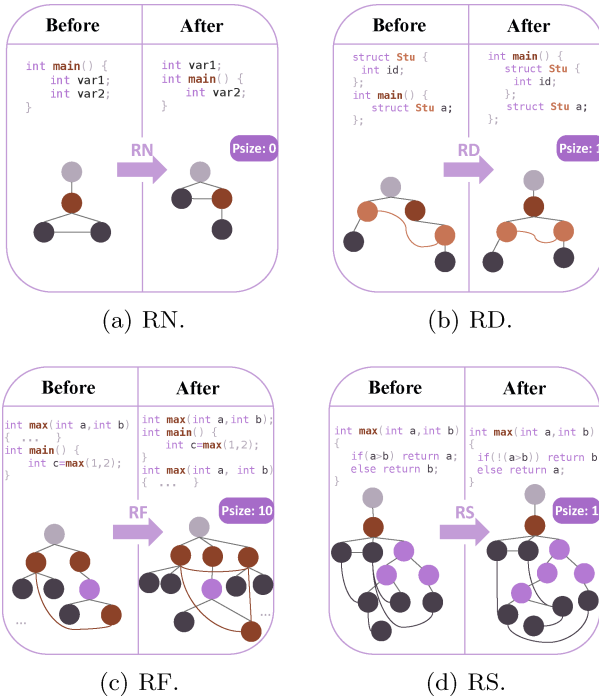 Before After
int main() {
int var1;
int var2;
}
int var1;
int main() {
int var2;
}
RN
Psize: 0
(a) RN.
Before After
struct Stu {
int id;
};
int main() {
struct Stu a;
};
int main() {
struct Stu {
int id;
};
struct Stu a;
};
RD
Psize: 1
(b) RD.
Before After
int max(int a,int b)
{ ... }
int main() {
int c=max(1,2);
}
int max(int a,int b);
int main() {
int c=max(1,2);
}
int max(int a, int b)
{ ... }
RF
Psize: 10
...
...
(c) RF.
Before After
int max(int a,int b)
{
if(a>b) return a;
else return b;
}
int max(int a,int b)
{
if(!(a>b)) return b
else return a;
}
RS
Psize: 1
(d) RS.